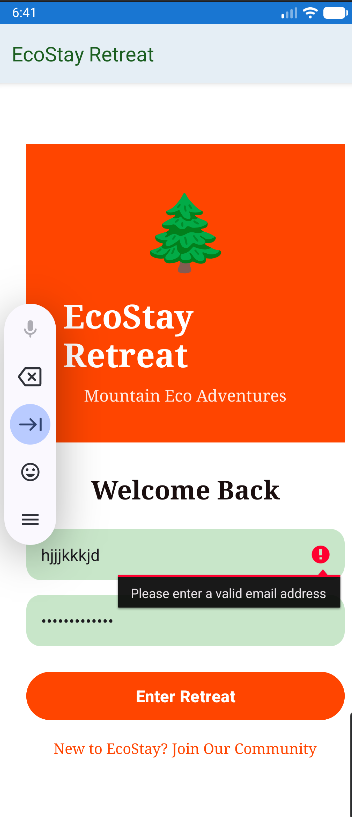 6:41
EcoStay Retreat
EcoStay
Retreat
Mountain Eco Adventures
Welcome Back
hjjjkkkjd
Please enter a valid email address
•••••••••••••
Enter Retreat
New to EcoStay? Join Our Community